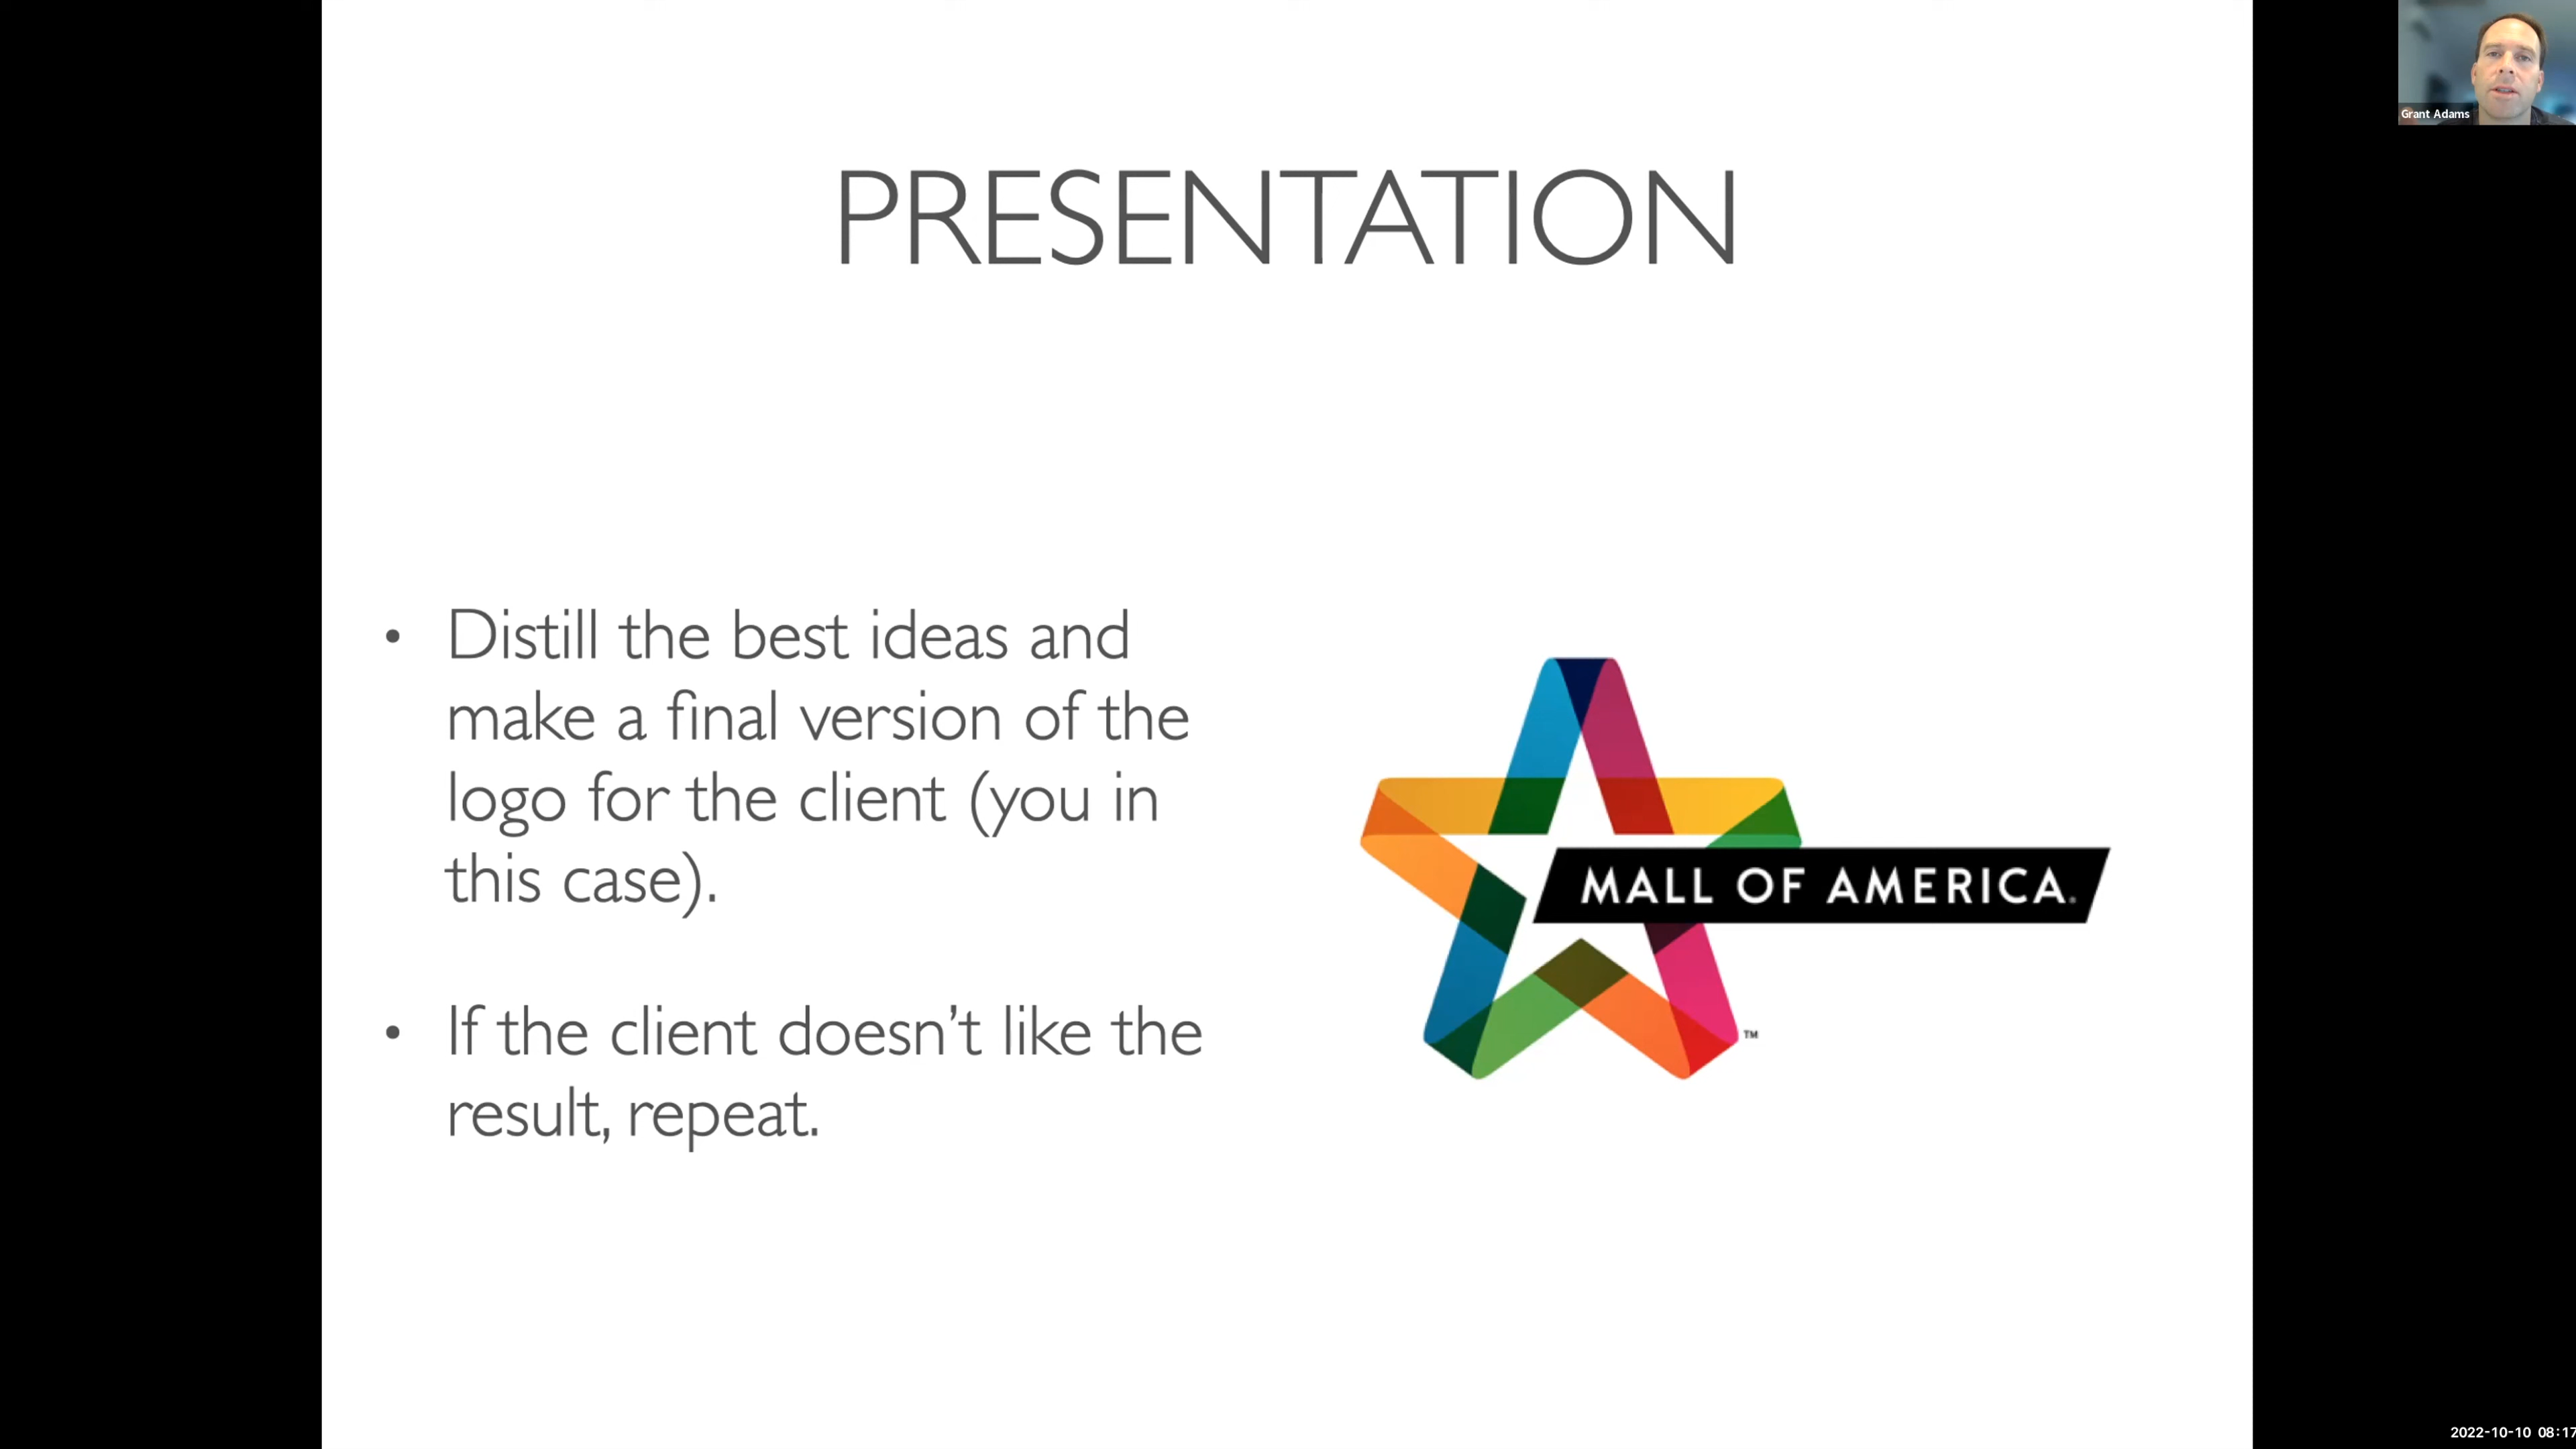 PRESENTATION
Grant Adams
• Distill the best ideas and
make a final version of the
logo for the client (you in
this case).
• If the client doesn’t like the
result, repeat.
MALL OF AMERICA®
™
2022-10-10 08:17